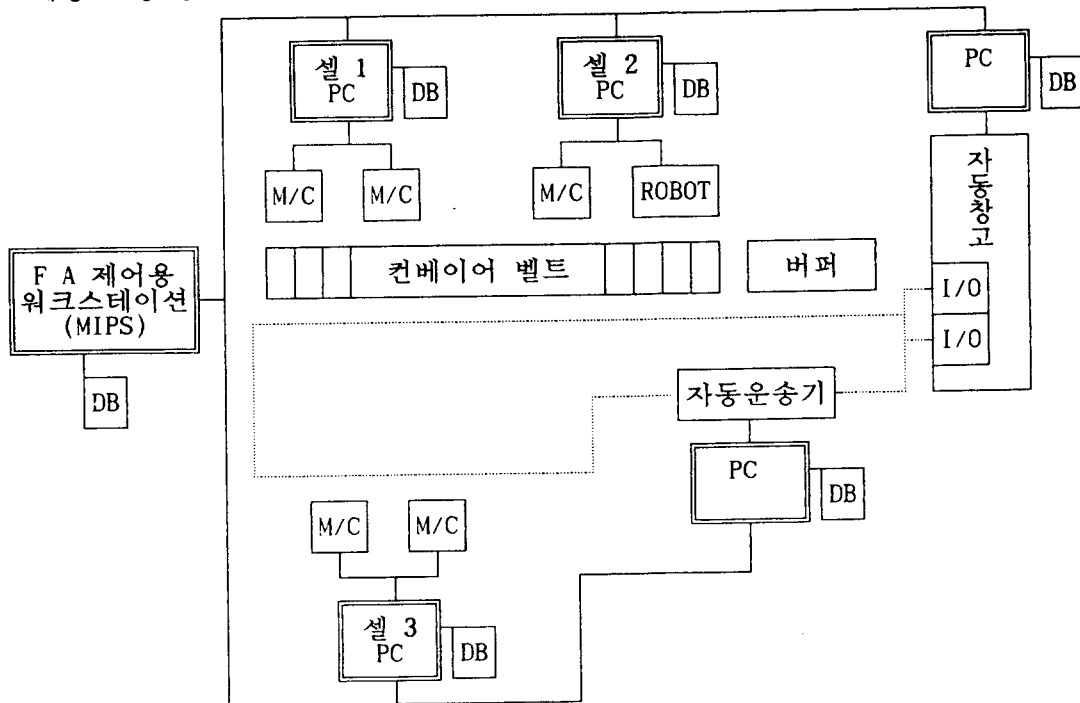 셀 1
PC
DB
셀 2
PC
DB
PC
DB
M/C
M/C
M/C
ROBOT
자동창고
F A 제어용
워크스테이션
(MIPS)
컨베이어 벨트
버퍼
I/O
I/O
DB
자동운송기
PC
DB
M/C
M/C
셀 3
PC
DB